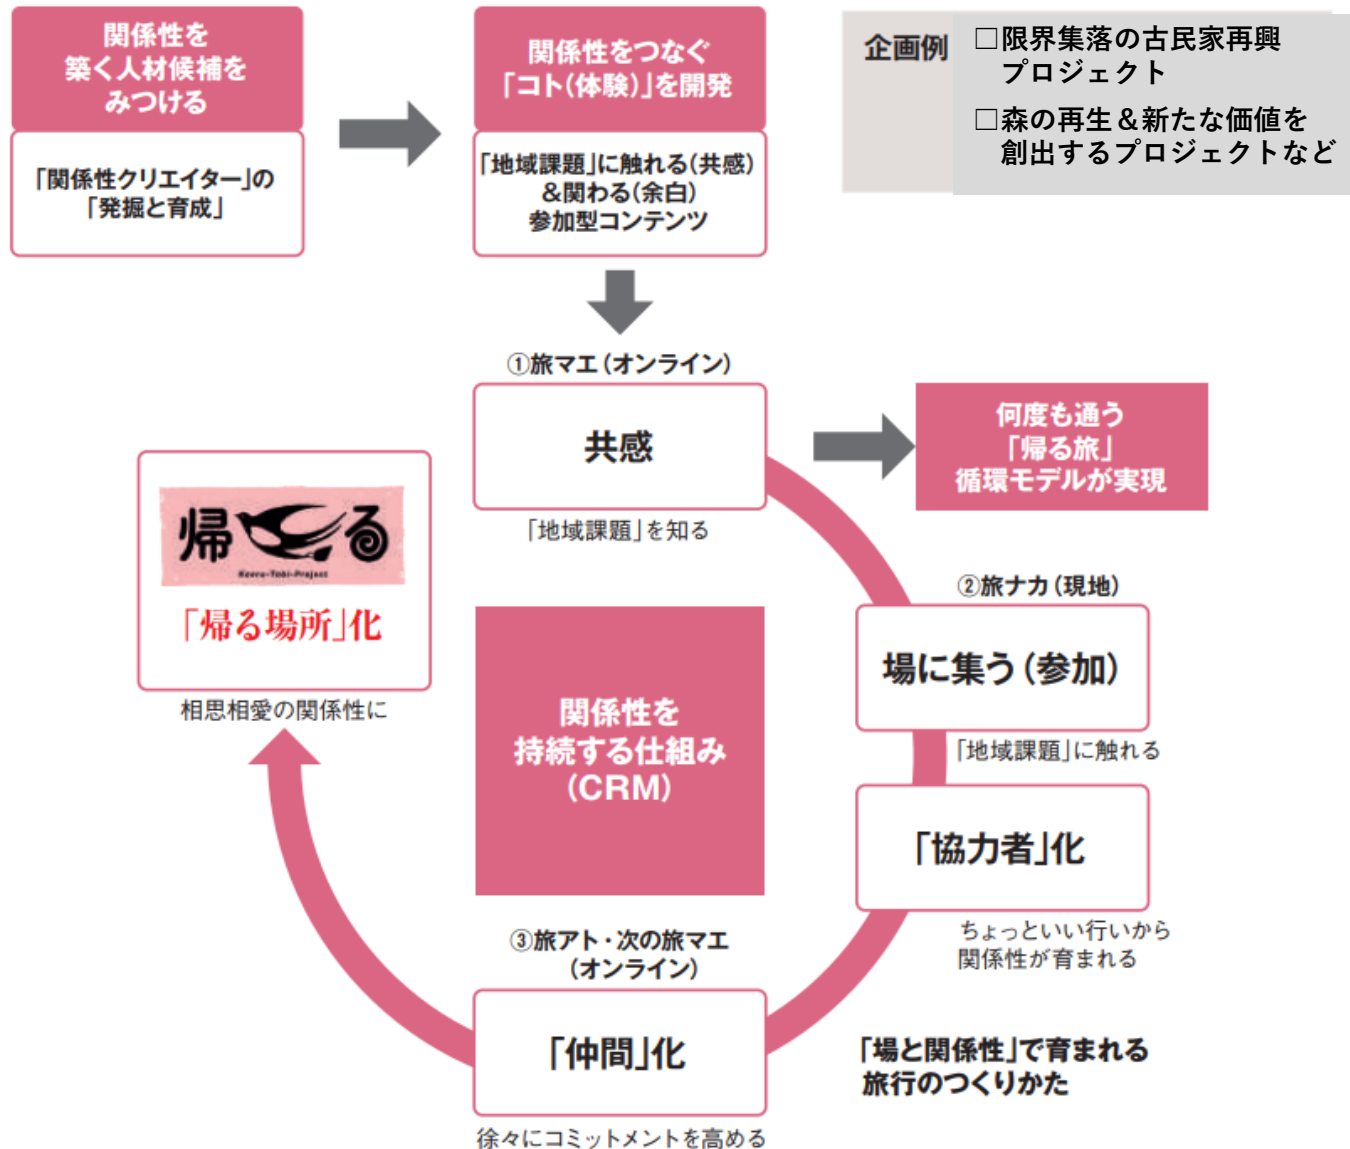 関係性を
築く人材候補を
みつける
「関係性クリエイター」の
「発掘と育成」
関係性をつなぐ
「コト(体験)」を開発
「地域課題」に触れる(共感)
＆関わる(余白)
参加型コンテンツ
企画例
□限界集落の古民家再興
プロジェクト
□森の再生＆新たな価値を
創出するプロジェクトなど
①旅マエ(オンライン)
共感
「地域課題」を知る
何度も通う
「帰る旅」
循環モデルが実現
②旅ナカ(現地)
場に集う(参加)
「地域課題」に触れる
「協力者」化
ちょっといい行いから
関係性が育まれる
関係性を
持続する仕組み
(CRM)
③旅アト・次の旅マエ
(オンライン)
「仲間」化
徐々にコミットメントを高める
帰る
Kaeru-Tabi-Project
「帰る場所」化
相思相愛の関係性に
「場と関係性」で育まれる
旅行のつくりかた